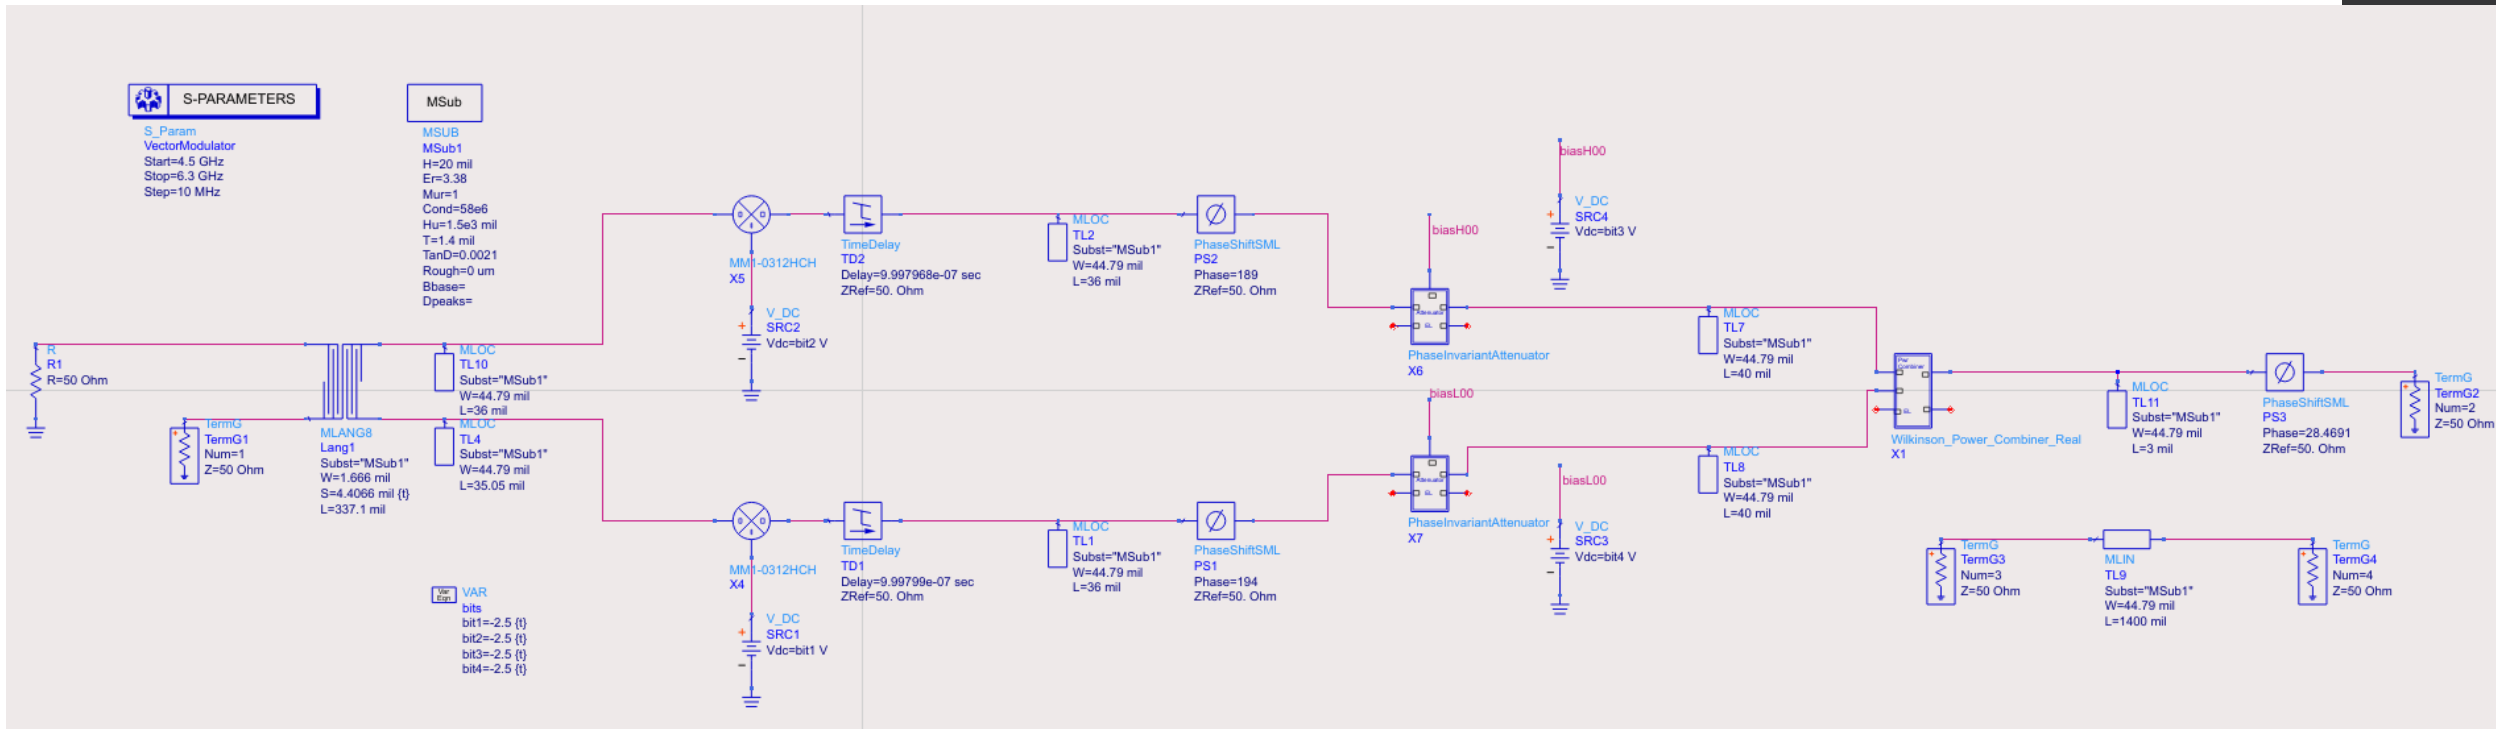 S-PARAMETERS
S_Param
VectorModulator
Start=4.5 GHz
Stop=6.3 GHz
Step=10 MHz
MSub
MSUB
MSub1
H=20 mil
Er=3.38
Mur=1
Cond=58e6
Hu=1.5e3 mil
T=1.4 mil
TanD=0.0021
Rough=0 um
Bbase=
Dpeaks=
R
R1
R=50 Ohm
TermG
TermG1
Num=1
Z=50 Ohm
MLANG8
Lang1
Subst="MSub1"
W=1.666 mil
S=4.4066 mil {t}
L=337.1 mil
MLOC
TL10
Subst="MSub1"
W=44.79 mil
L=36 mil
MLOC
TL4
Subst="MSub1"
W=44.79 mil
L=35.05 mil
Var
Eqn
VAR
bits
bit1=-2.5 {t}
bit2=-2.5 {t}
bit3=-2.5 {t}
bit4=-2.5 {t}
MM1-0312HCH
X5
V_DC
SRC2
Vdc=bit2 V
TimeDelay
TD2
Delay=9.997968e-07 sec
ZRef=50. Ohm
MLOC
TL2
Subst="MSub1"
W=44.79 mil
L=36 mil
PhaseShiftSML
PS2
Phase=189
ZRef=50. Ohm
MM1-0312HCH
X4
V_DC
SRC1
Vdc=bit1 V
TimeDelay
TD1
Delay=9.99799e-07 sec
ZRef=50. Ohm
MLOC
TL1
Subst="MSub1"
W=44.79 mil
L=36 mil
PhaseShiftSML
PS1
Phase=194
ZRef=50. Ohm
biasH00
V_DC
SRC4
Vdc=bit3 V
biasH00
Attenuator
PhaseInvariantAttenuator
X6
biasL00
Attenuator
PhaseInvariantAttenuator
X7
biasL00
V_DC
SRC3
Vdc=bit4 V
MLOC
TL7
Subst="MSub1"
W=44.79 mil
L=40 mil
MLOC
TL8
Subst="MSub1"
W=44.79 mil
L=40 mil
Pwr
Combiner
Wilkinson_Power_Combiner_Real
X1
MLOC
TL11
Subst="MSub1"
W=44.79 mil
L=3 mil
PhaseShiftSML
PS3
Phase=28.4691
ZRef=50. Ohm
TermG
TermG2
Num=2
Z=50 Ohm
TermG
TermG3
Num=3
Z=50 Ohm
MLIN
TL9
Subst="MSub1"
W=44.79 mil
L=1400 mil
TermG
TermG4
Num=4
Z=50 Ohm